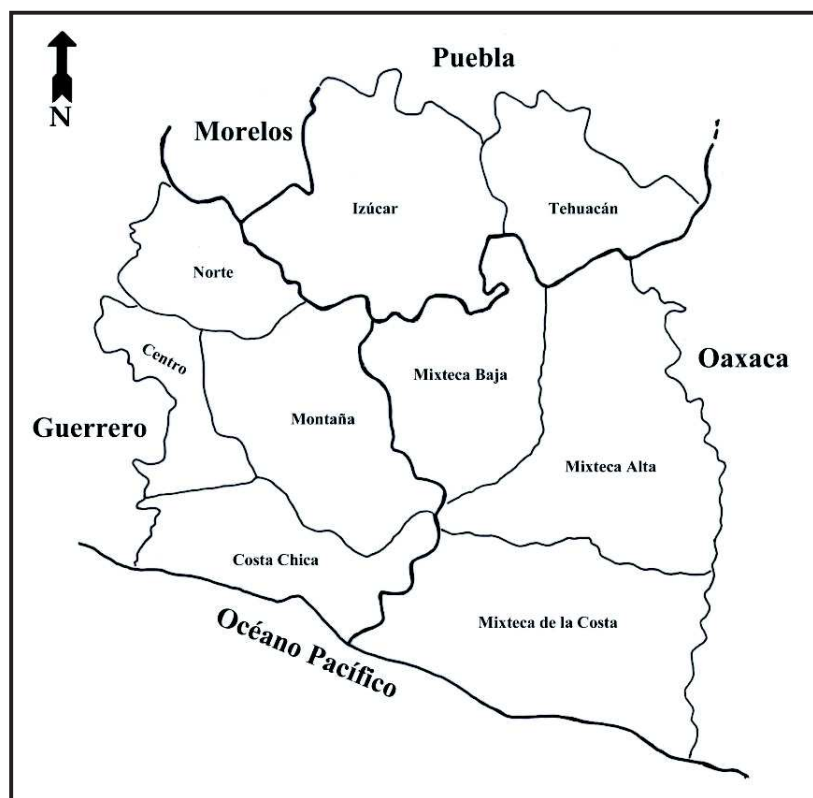 Puebla
N
Morelos
Izúcar
Tehuacán
Norte
Centro
Mixteca Baja
Oaxaca
Guerrero
Montaña
Mixteca Alta
Costa Chica
Mixteca de la Costa
Océano Pacífico